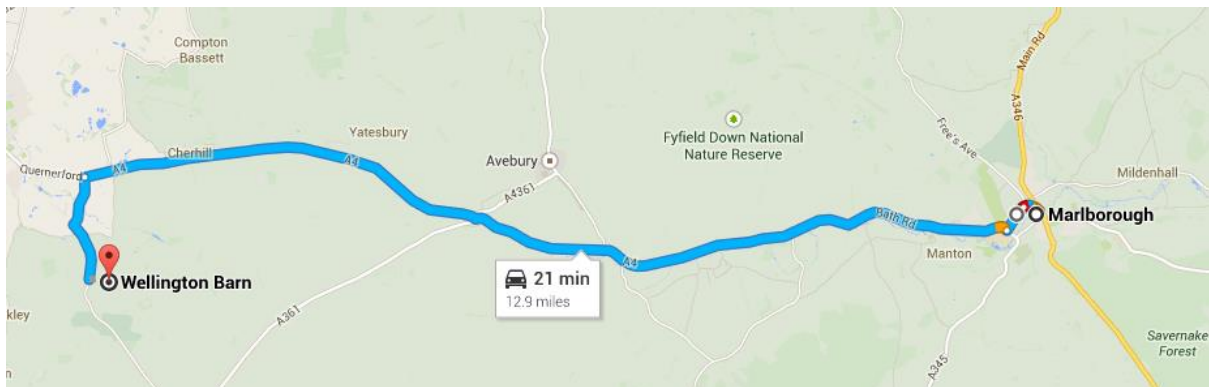 Compton
Bassett
Main Rd
A346
Yatesbury
Fyfield Down National
Nature Reserve
Free's Ave
Cherhill
A4
A4
Avebury
Quernerford
Mildenhall
A4361
Bath Rd
Marlborough
Manton
A4
Wellington Barn
21 min
12.9 miles
kley
A361
A345
Savernake
Forest
n